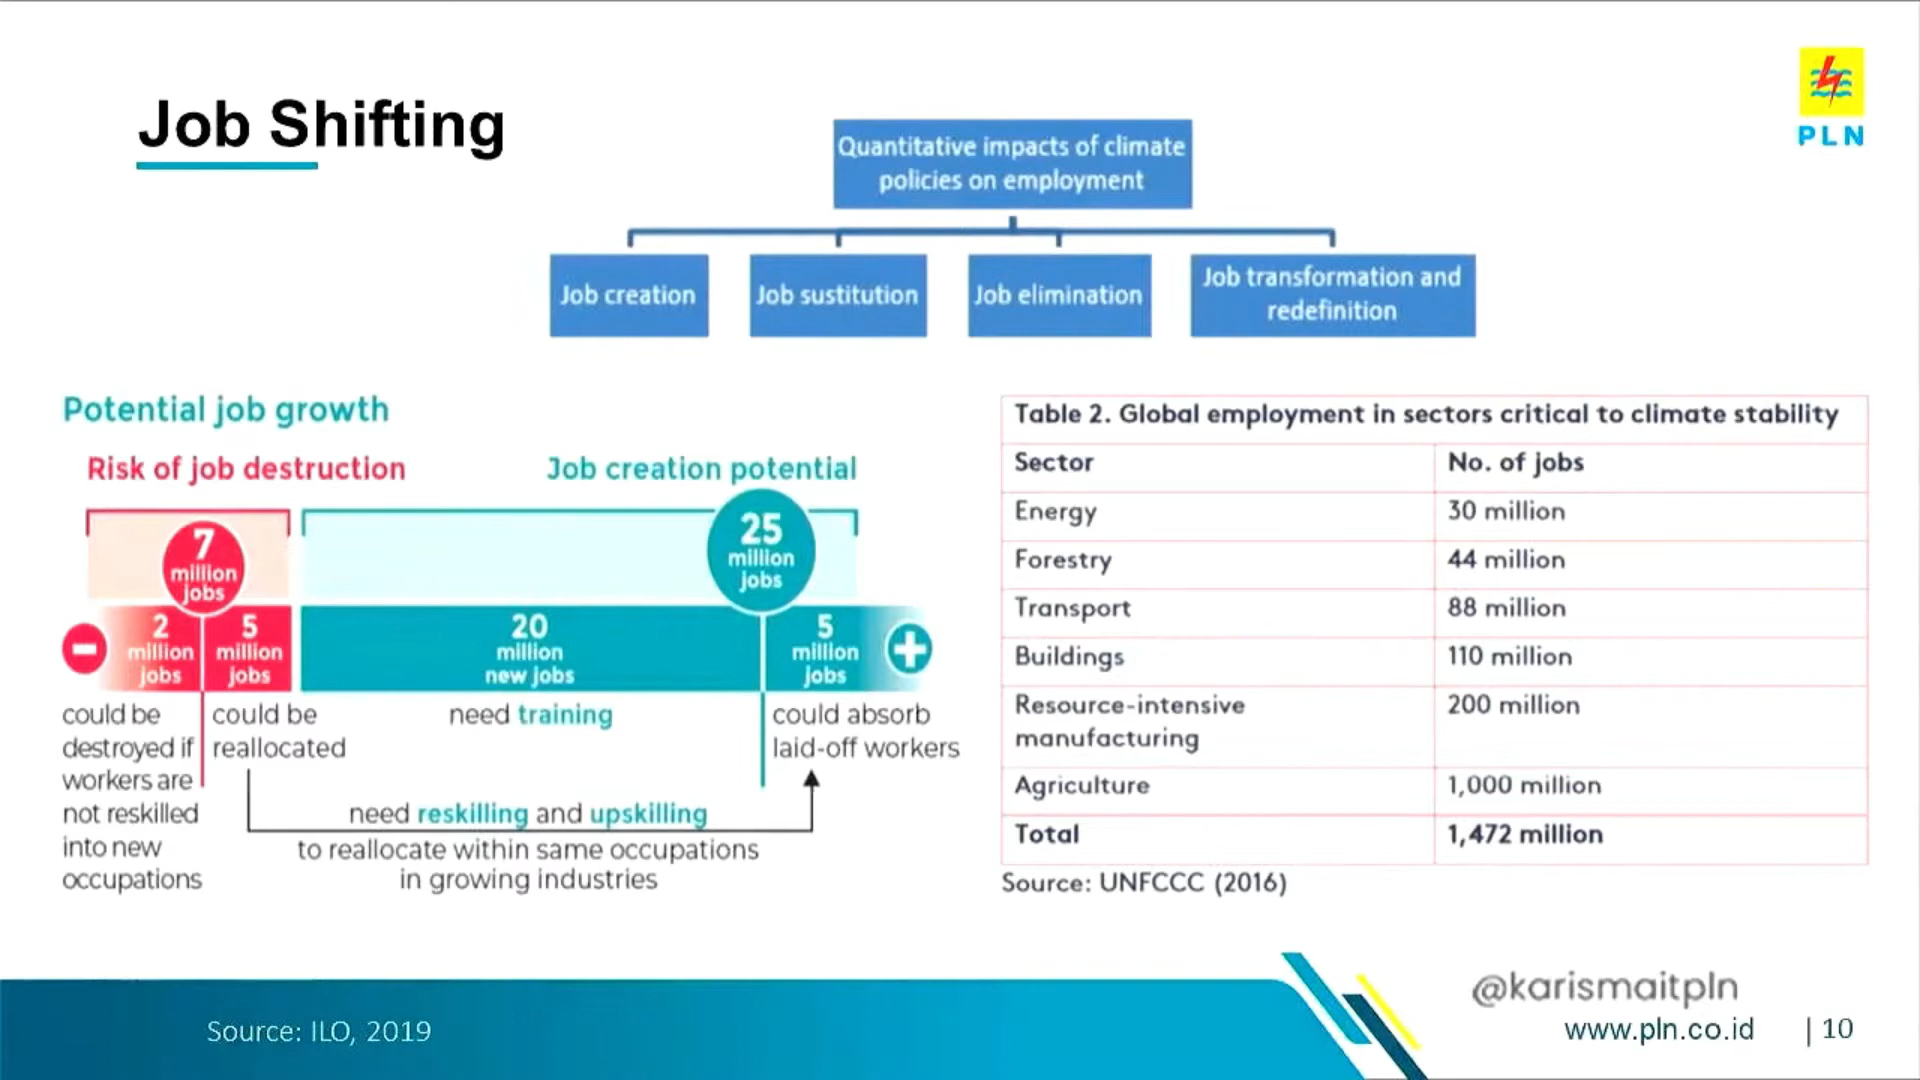 Job Shifting
PLN
Quantitative impacts of climate
policies on employment
Job creation
Job sustitution
Job elimination
Job transformation and
redefinition
Potential job growth
Risk of job destruction
Job creation potential
7
million
jobs
25
million
jobs
2
million
jobs
5
million
jobs
20
million
new jobs
5
million
jobs
could be
destroyed if
workers are
not reskilled
into new
occupations
could be
reallocated
need training
could absorb
laid-off workers
need reskilling and upskilling
to reallocate within same occupations
in growing industries
Table 2. Global employment in sectors critical to climate stability
Sector No. of jobs
Energy 30 million
Forestry 44 million
Transport 88 million
Buildings 110 million
Resource-intensive 200 million
manufacturing
Agriculture 1,000 million
Total 1,472 million
Source: UNFCCC (2016)
@karismaitpln
Source: ILO, 2019
www.pln.co.id | 10